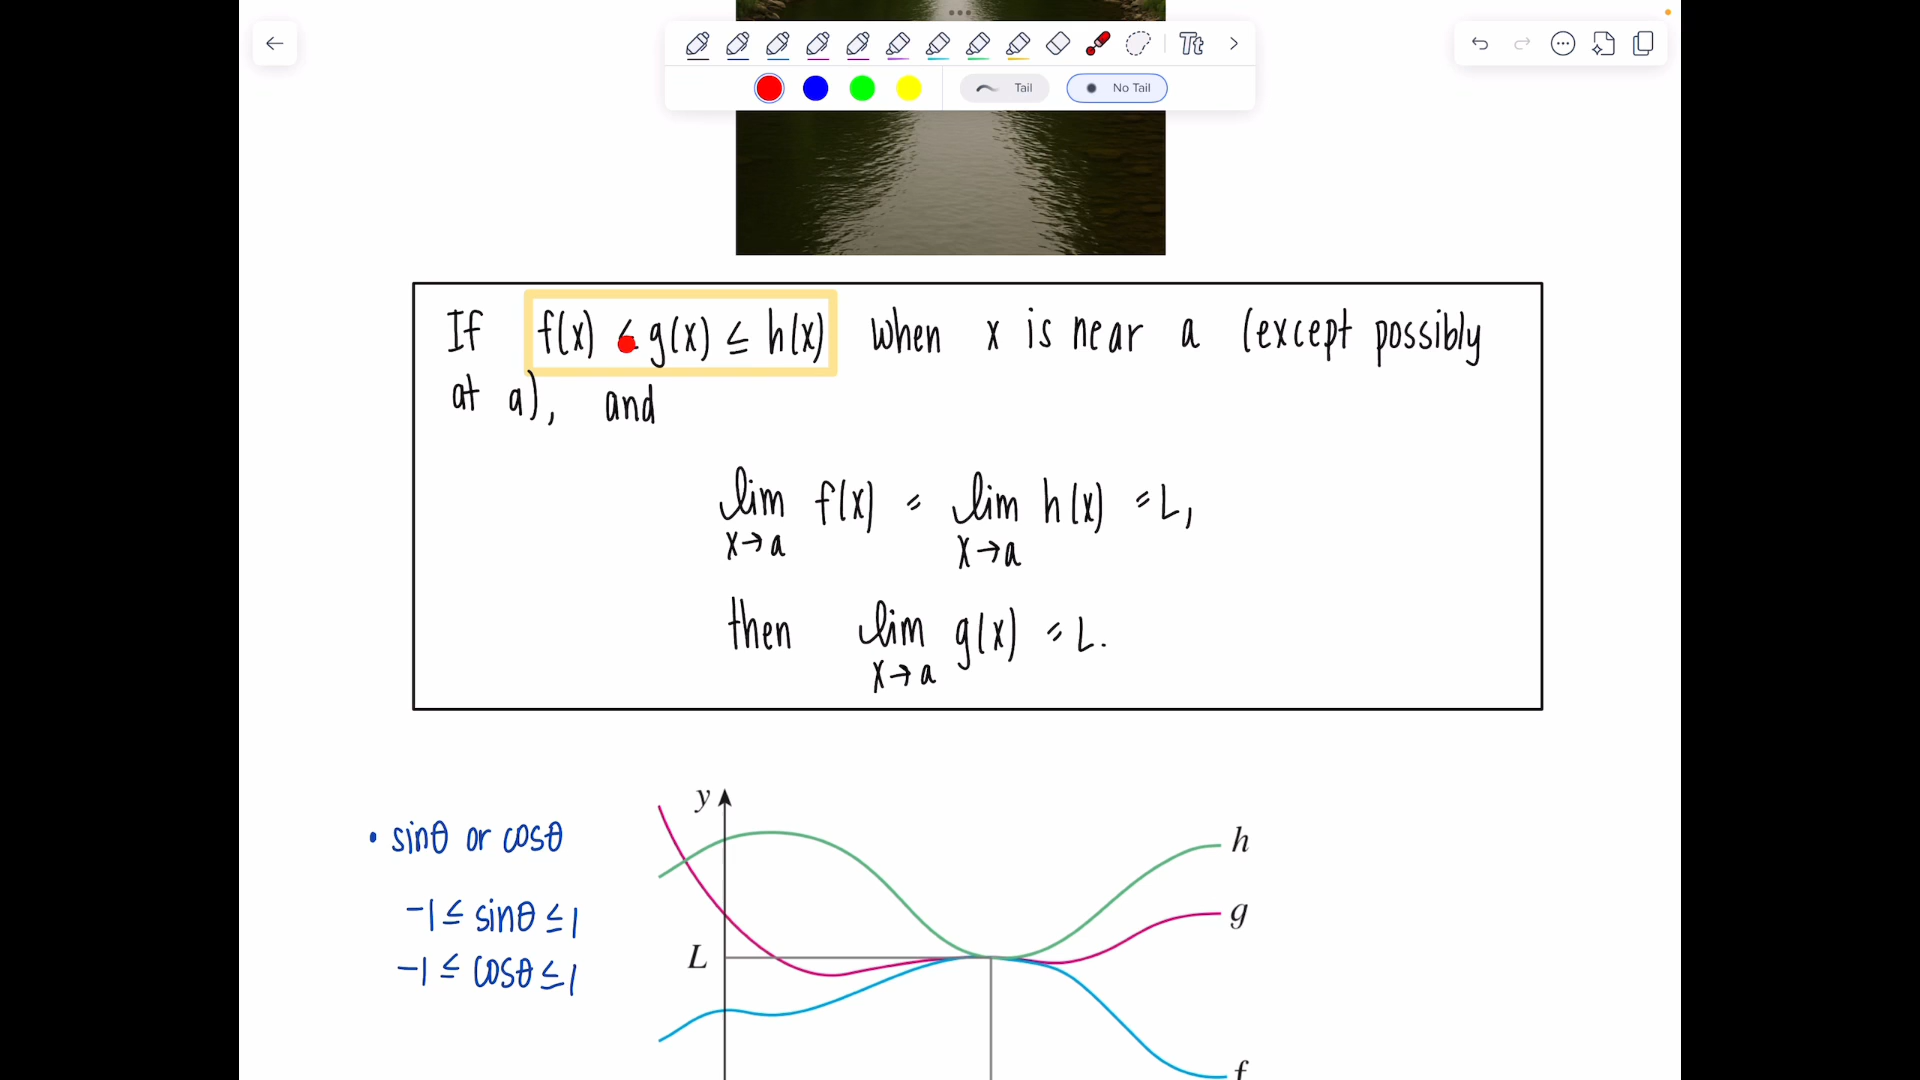 Tt
Tail
No Tail
If f(x) ≤ g(x) ≤ h(x) when x is near a (except possibly
at a), and
lim f(x) = lim h(x) = L,
x→a x→a
then lim g(x) = L.
x→a
• sinθ or cosθ
-1 ≤ sinθ ≤ 1
-1 ≤ cosθ ≤ 1
y
h
g
L
f